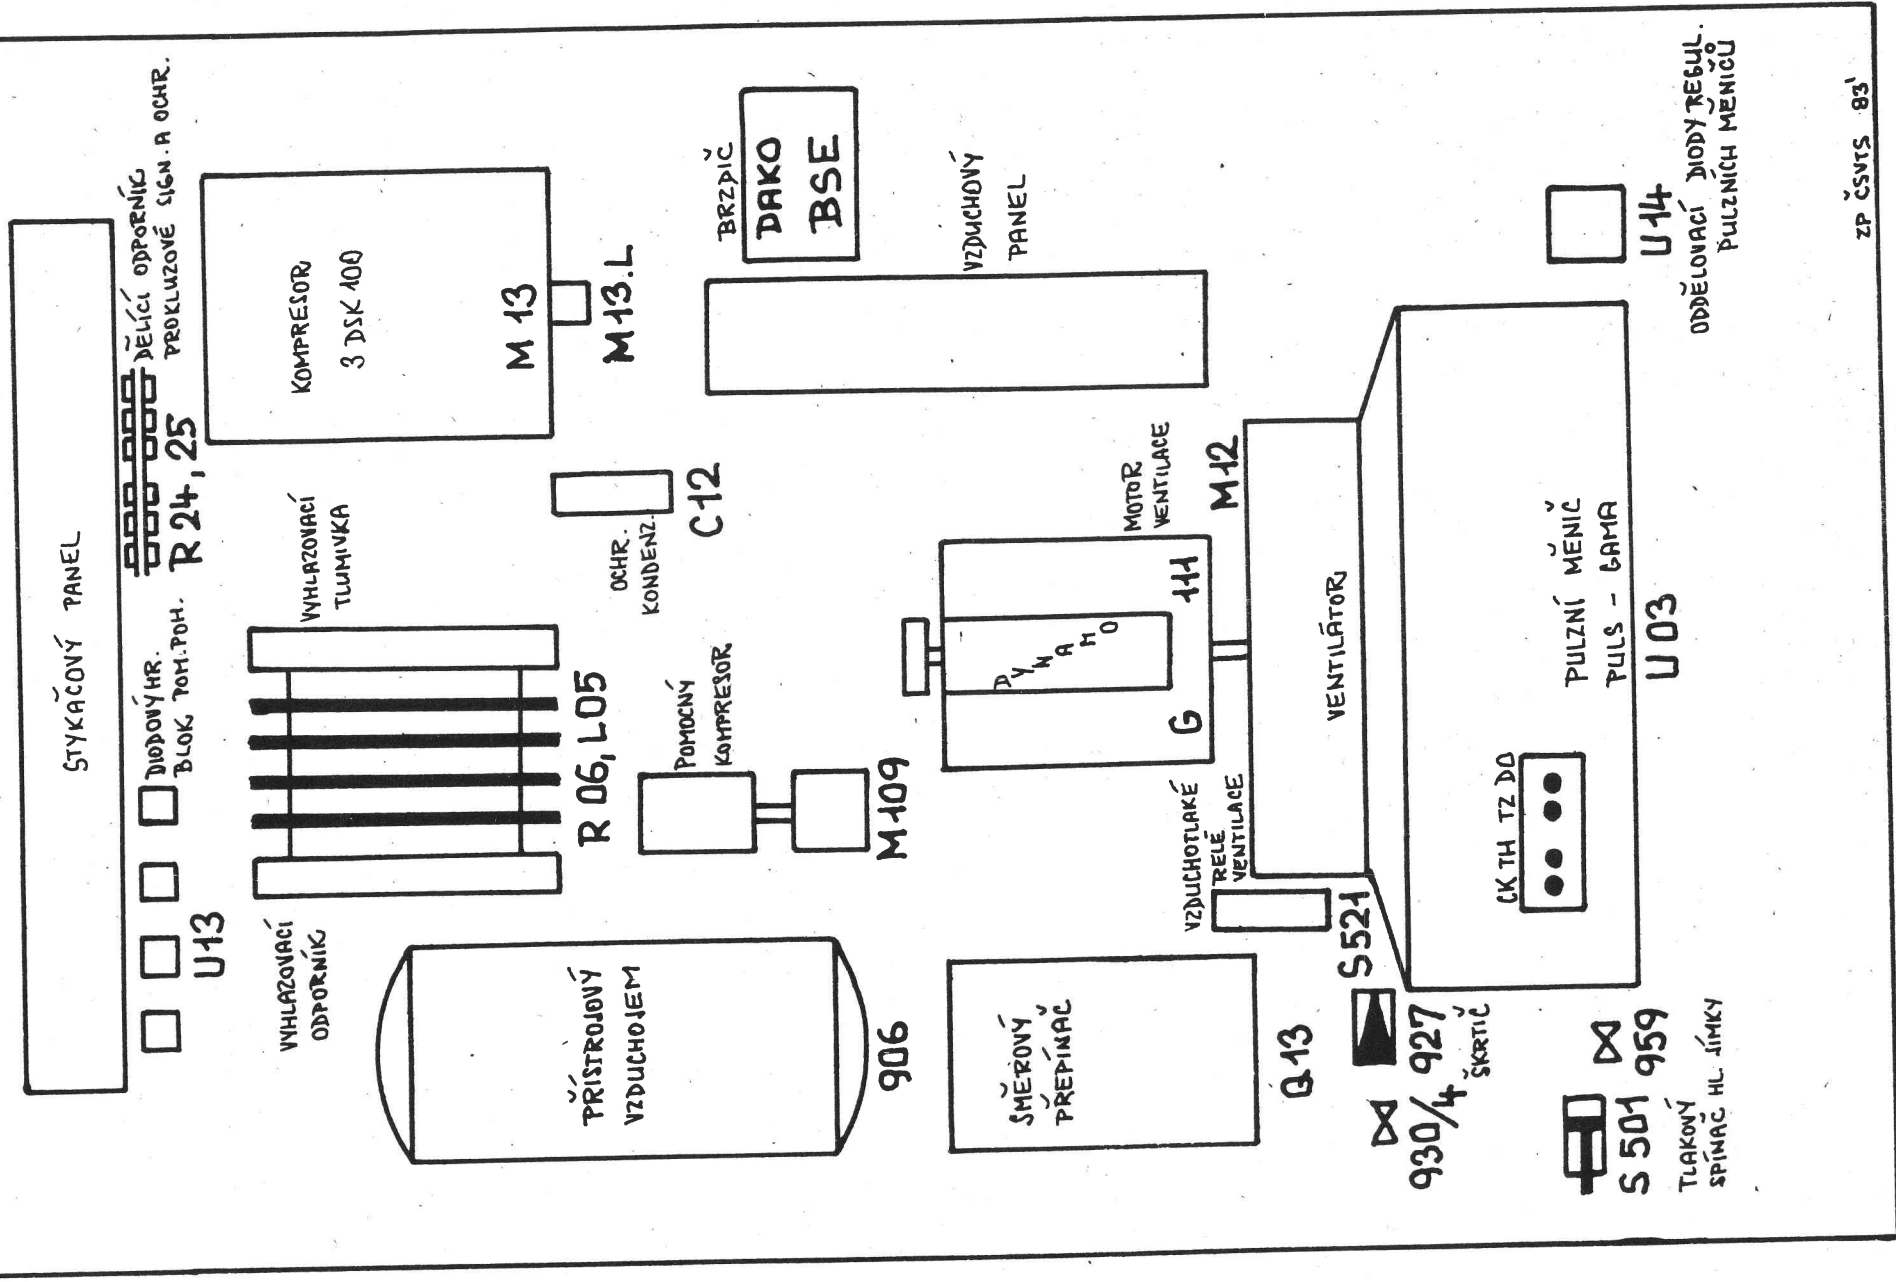 STYKAČOVÝ PANEL
DIODOVÝ HR.
BLOK POM. POH.
U13
DĚLÍCÍ ODPORNÍK
PROKLUZOVÉ SIGN. A OCHR.
R 24, 25
KOMPRESOR
3 DSK 100
M 13
M13.L
VYHLAZOVACÍ
TLUMIVKA
VYHLAZOVACÍ
ODPORNÍK
R 06, L05
OCHR.
KONDENZ.
C12
BRZDIČ
DAKO
BSE
VZDUCHOVÝ
PANEL
POMOCNÝ
KOMPRESOR
M109
PŘÍSTROJOVÝ
VZDUCHOJEM
906
MOTOR
VENTILACE
M12
DYNAMO
G 111
VZDUCHOTLAKÉ
RELÉ
VENTILACE
S521
SMĚROVÝ
PŘEPÍNAČ
Q13
VENTILÁTOR
PULZNÍ MĚNIČ
PULS - GAMA
U 03
CK TH TZ DO
927
ŠKRTIČ
930/4
959
S 501
TLAKOVÝ
SPÍNAČ HL. JÍMKY
U14
ODDĚLOVACÍ DIODY REGUL.
PULZNÍCH MĚNIČŮ
ZP ČSVTS 83'